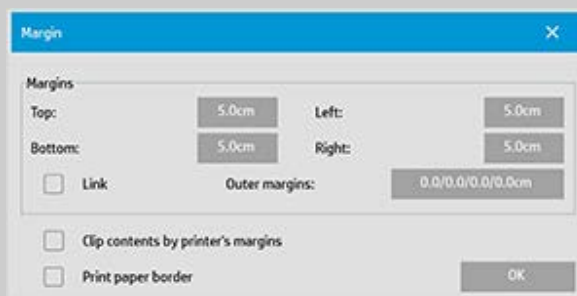 Margin
Margins
Top: 5.0cm Left: 5.0cm
Bottom: 5.0cm Right: 5.0cm
Link Outer margins: 0.0/0.0/0.0/0.0cm
Clip contents by printer's margins
Print paper border OK